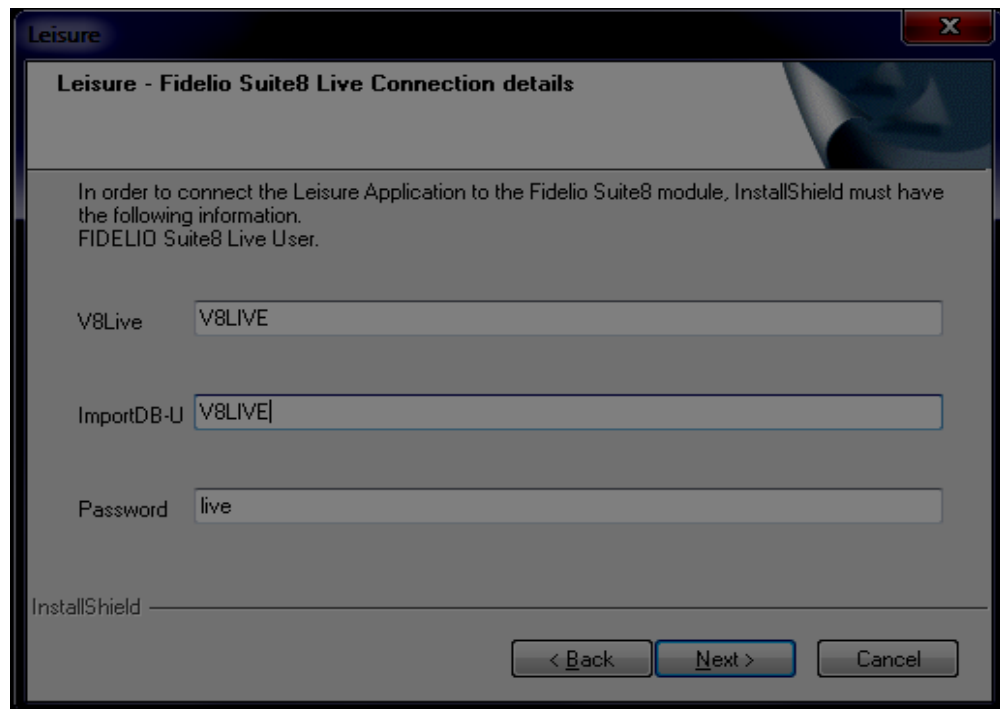 Leisure
Leisure - Fidelio Suite8 Live Connection details
In order to connect the Leisure Application to the Fidelio Suite8 module, InstallShield must have
the following information.
FIDELIO Suite8 Live User.
V8Live V8LIVE
ImportDB-U V8LIVE
Password live
InstallShield
< Back Next > Cancel